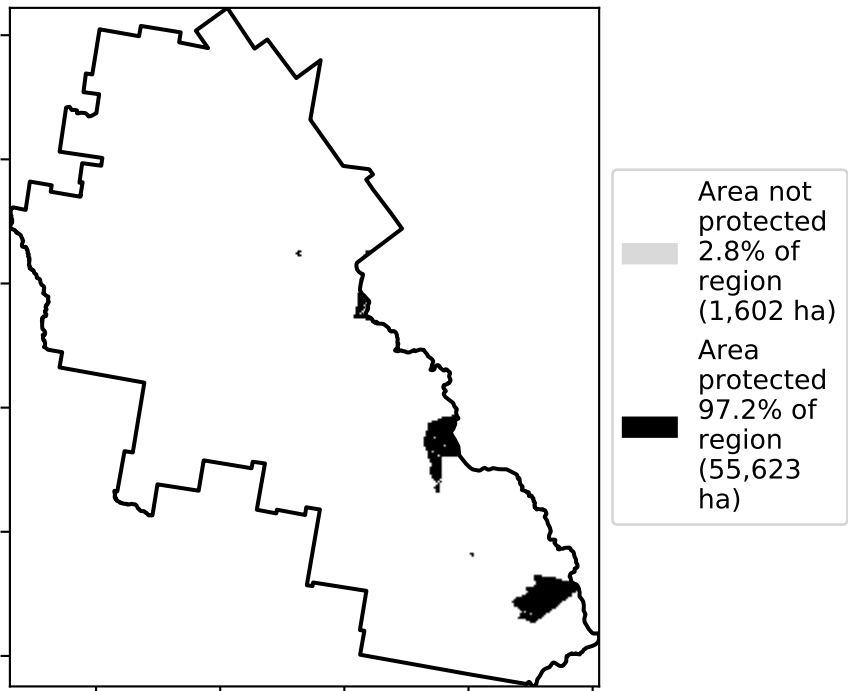 Area not
protected
2.8% of
region
(1,602 ha)
Area
protected
97.2% of
region
(55,623
ha)